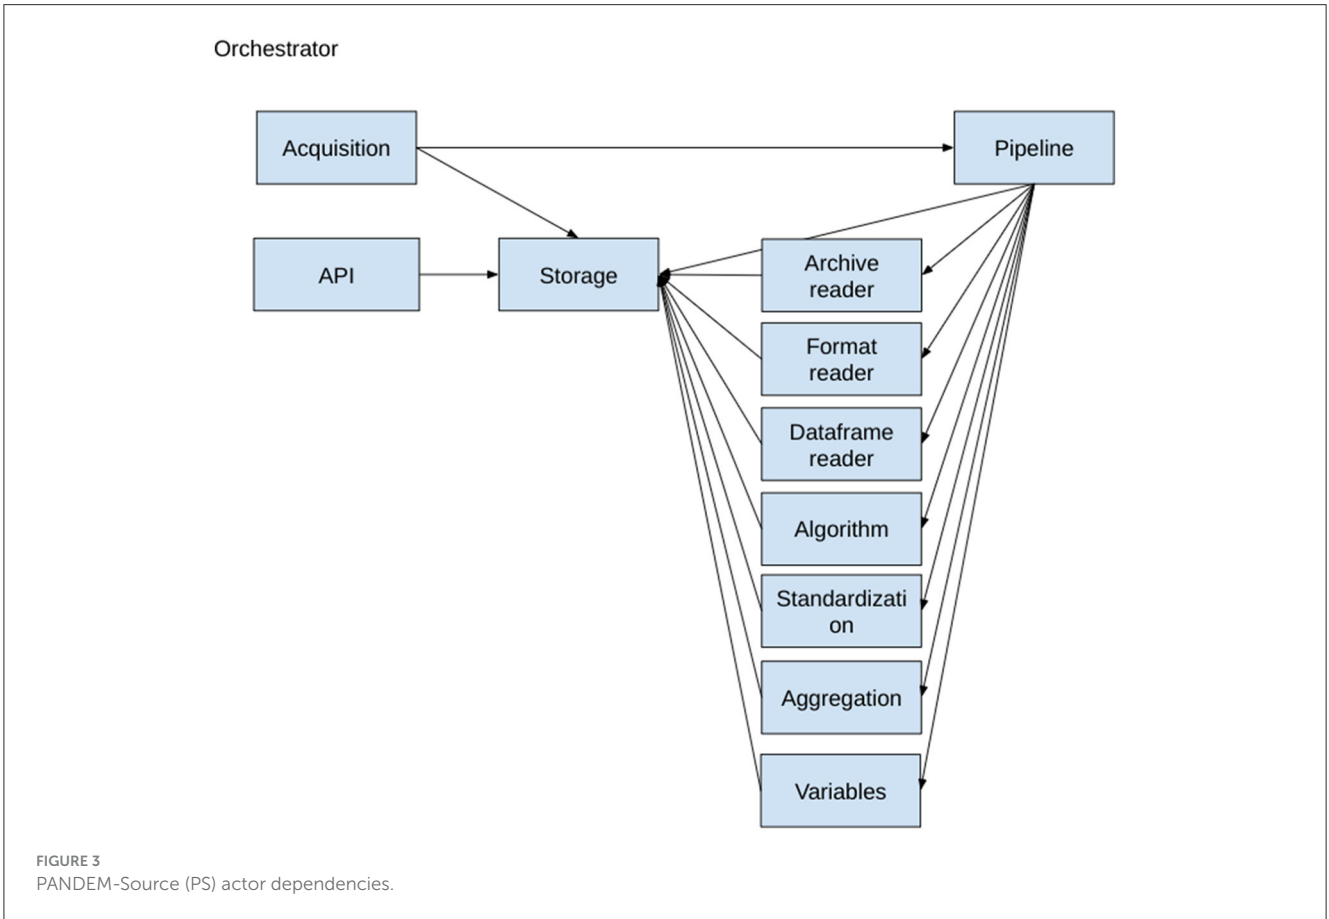 Orchestrator
Acquisition
Pipeline
API
Storage
Archive
reader
Format
reader
Dataframe
reader
Algorithm
Standardizati
on
Aggregation
Variables
FIGURE 3
PANDEM-Source (PS) actor dependencies.